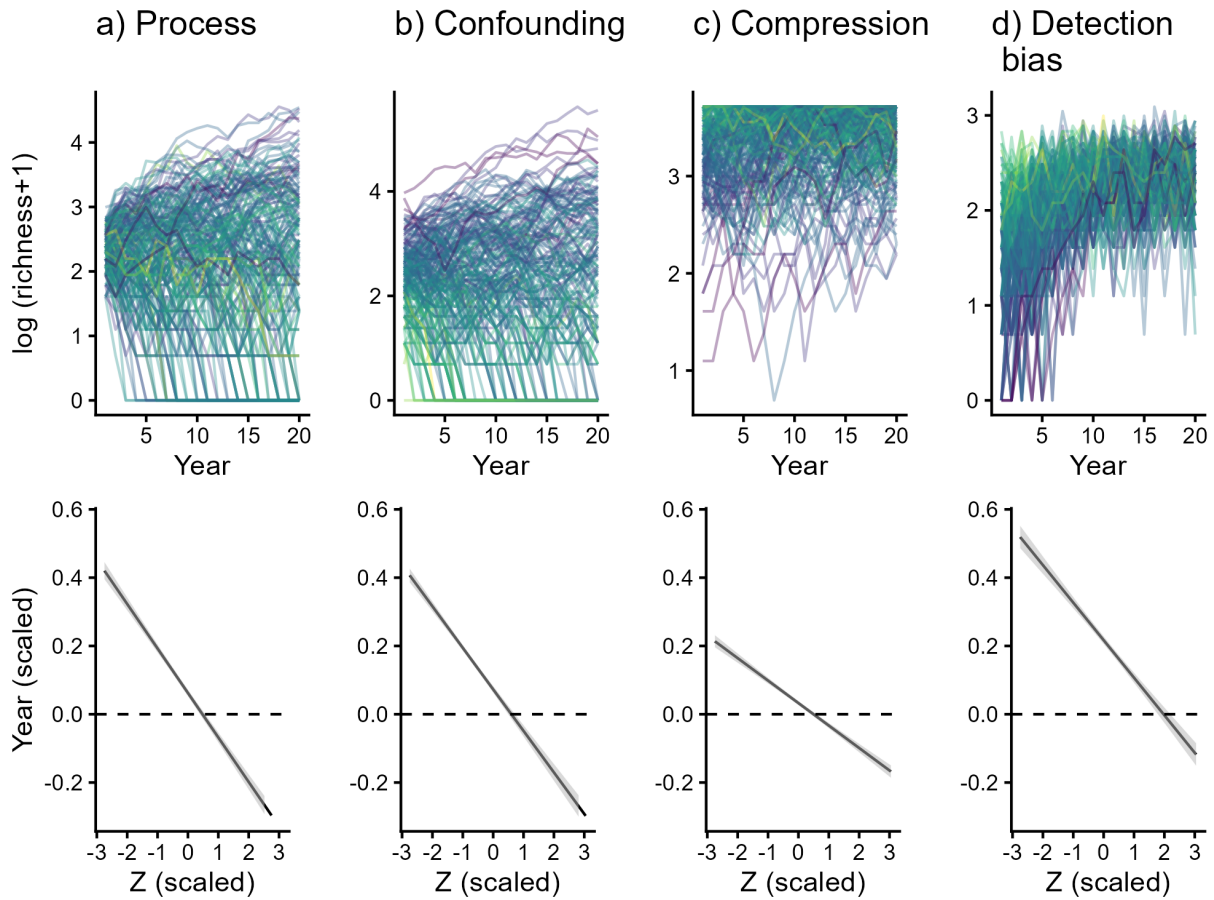 a) Process
b) Confounding
c) Compression
d) Detection
bias
log (richness+1)
4
3
2
1
0
5 10 15 20
Year
4
2
0
5 10 15 20
Year
3
2
1
5 10 15 20
Year
3
2
1
0
5 10 15 20
Year
Year (scaled)
0.6
0.4
0.2
0.0
-0.2
-3 -2 -1 0 1 2 3
Z (scaled)
0.6
0.4
0.2
0.0
-0.2
-3 -2 -1 0 1 2 3
Z (scaled)
0.6
0.4
0.2
0.0
-0.2
-3 -2 -1 0 1 2 3
Z (scaled)
0.6
0.4
0.2
0.0
-0.2
-3 -2 -1 0 1 2 3
Z (scaled)